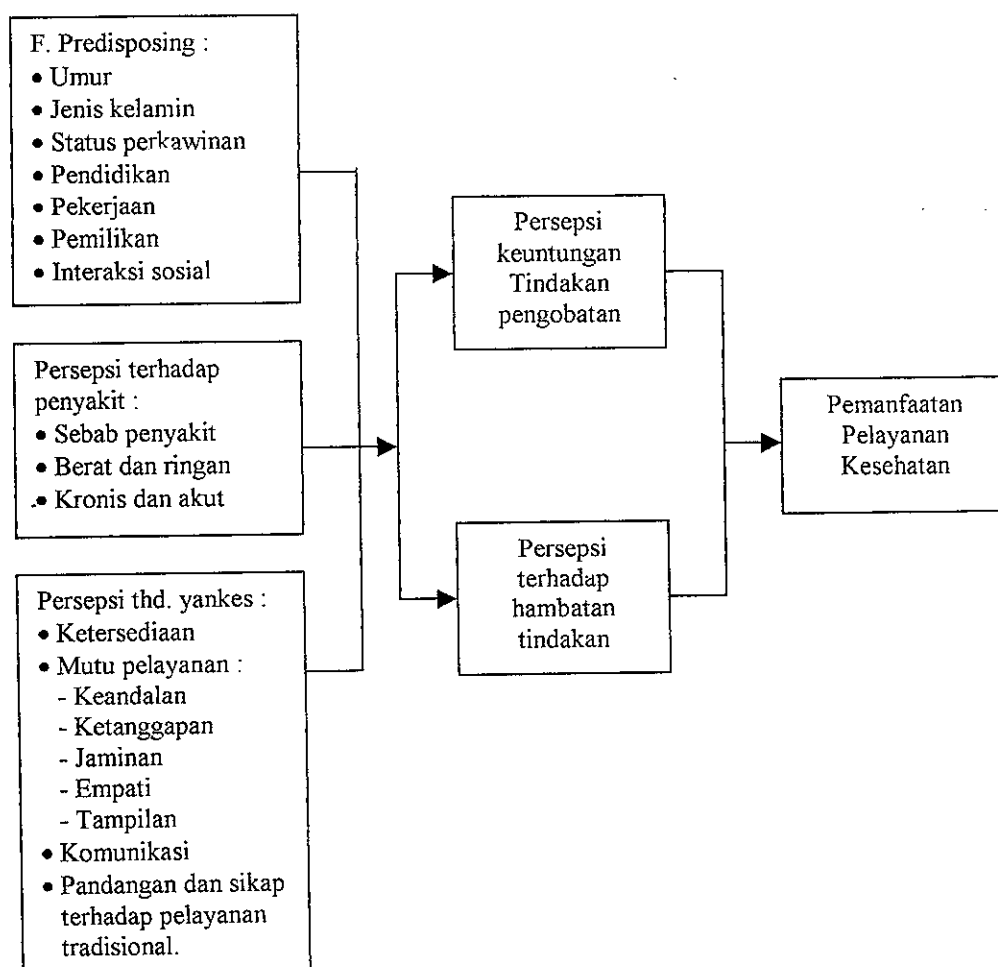 F. Predisposing :
• Umur
• Jenis kelamin
• Status perkawinan
• Pendidikan
• Pekerjaan
• Pemilikan
• Interaksi sosial
Persepsi terhadap
penyakit :
• Sebab penyakit
• Berat dan ringan
• Kronis dan akut
Persepsi thd. yankes :
• Ketersediaan
• Mutu pelayanan :
- Keandalan
- Ketanggapan
- Jaminan
- Empati
- Tampilan
• Komunikasi
• Pandangan dan sikap
terhadap pelayanan
tradisional.
Persepsi
keuntungan
Tindakan
pengobatan
Persepsi
terhadap
hambatan
tindakan
Pemanfaatan
Pelayanan
Kesehatan